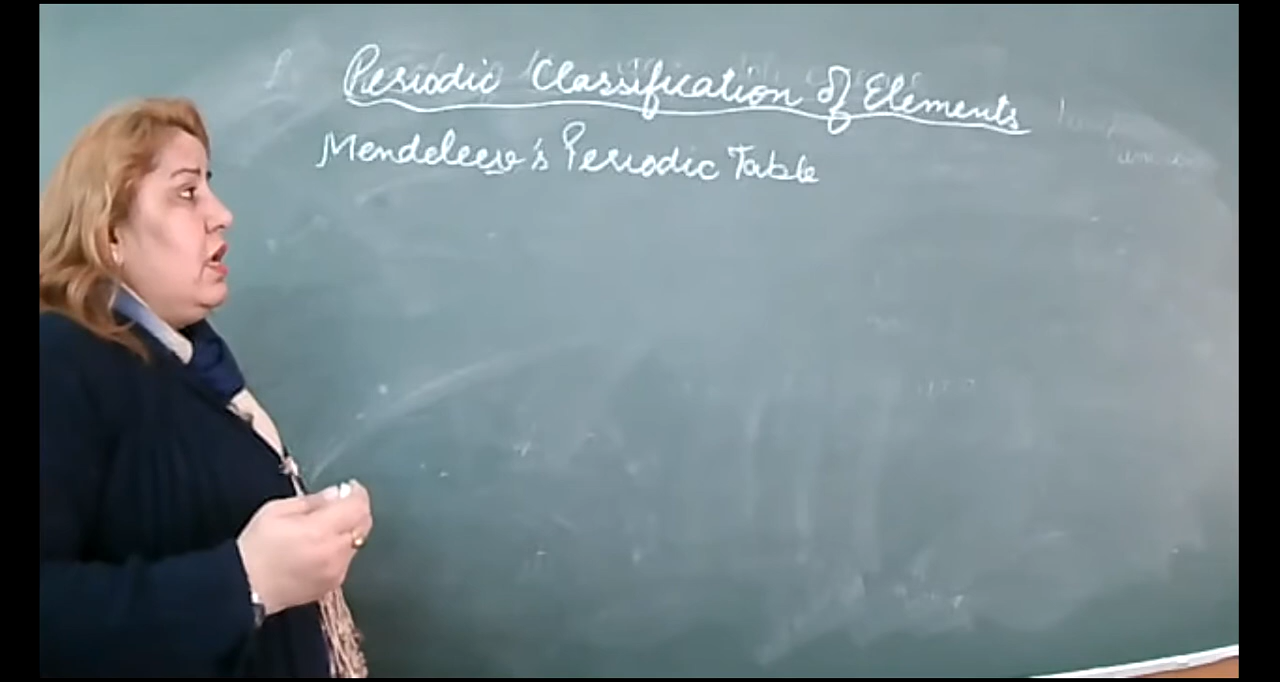 Periodic Classification of Elements
Mendeleev's Periodic Table